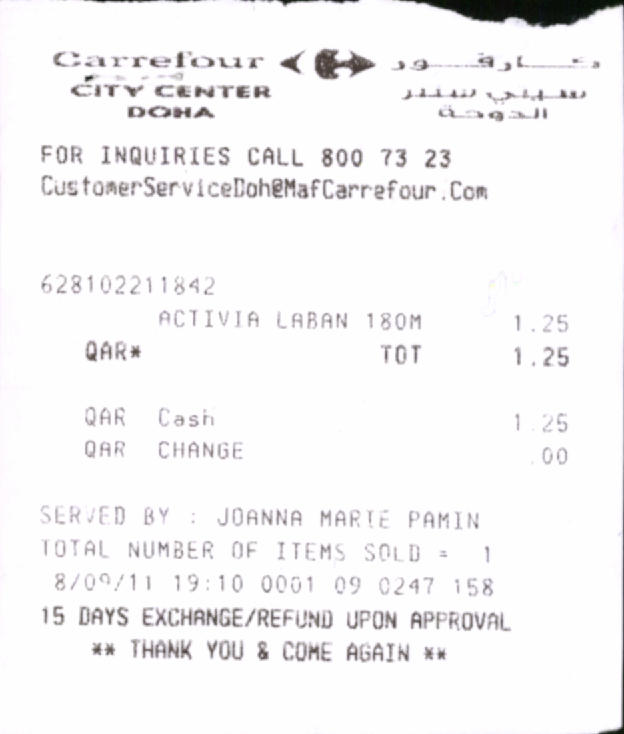 Carrefour كارفور
CITY CENTER سيتي سنتر
DOHA الدوحة
FOR INQUIRIES CALL 800 73 23
CustomerServiceDoh@MafCarrefour.Com
628102211842
ACTIVIA LABAN 180M 1.25
QAR* TOT 1.25
QAR Cash 1.25
QAR CHANGE .00
SERVED BY : JOANNA MARIE PAMIN
TOTAL NUMBER OF ITEMS SOLD = 1
8/09/11 19:10 0001 09 0247 158
15 DAYS EXCHANGE/REFUND UPON APPROVAL
** THANK YOU & COME AGAIN **